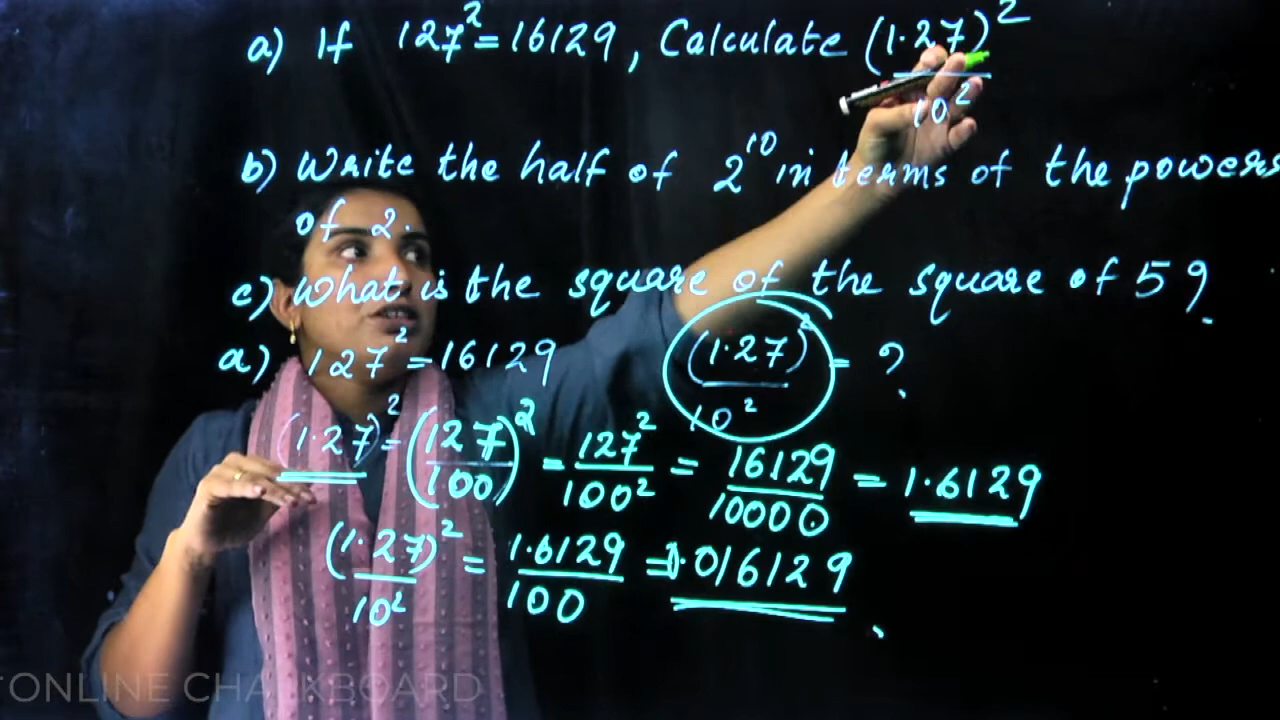 a) If 127² = 16129, Calculate (1.27)²
10²
b) Write the half of 2¹⁰ in terms of the powers
of 2.
c) What is the square of the square of 5?
a) 127² = 16129 (1.27)² / 10² = ?
(1.27)² = (127/100)² = 127²/100² = 16129/10000 = 1.6129
(1.27)²/10² = 1.6129/100 = 0.016129
ONLINE CHALKBOARD